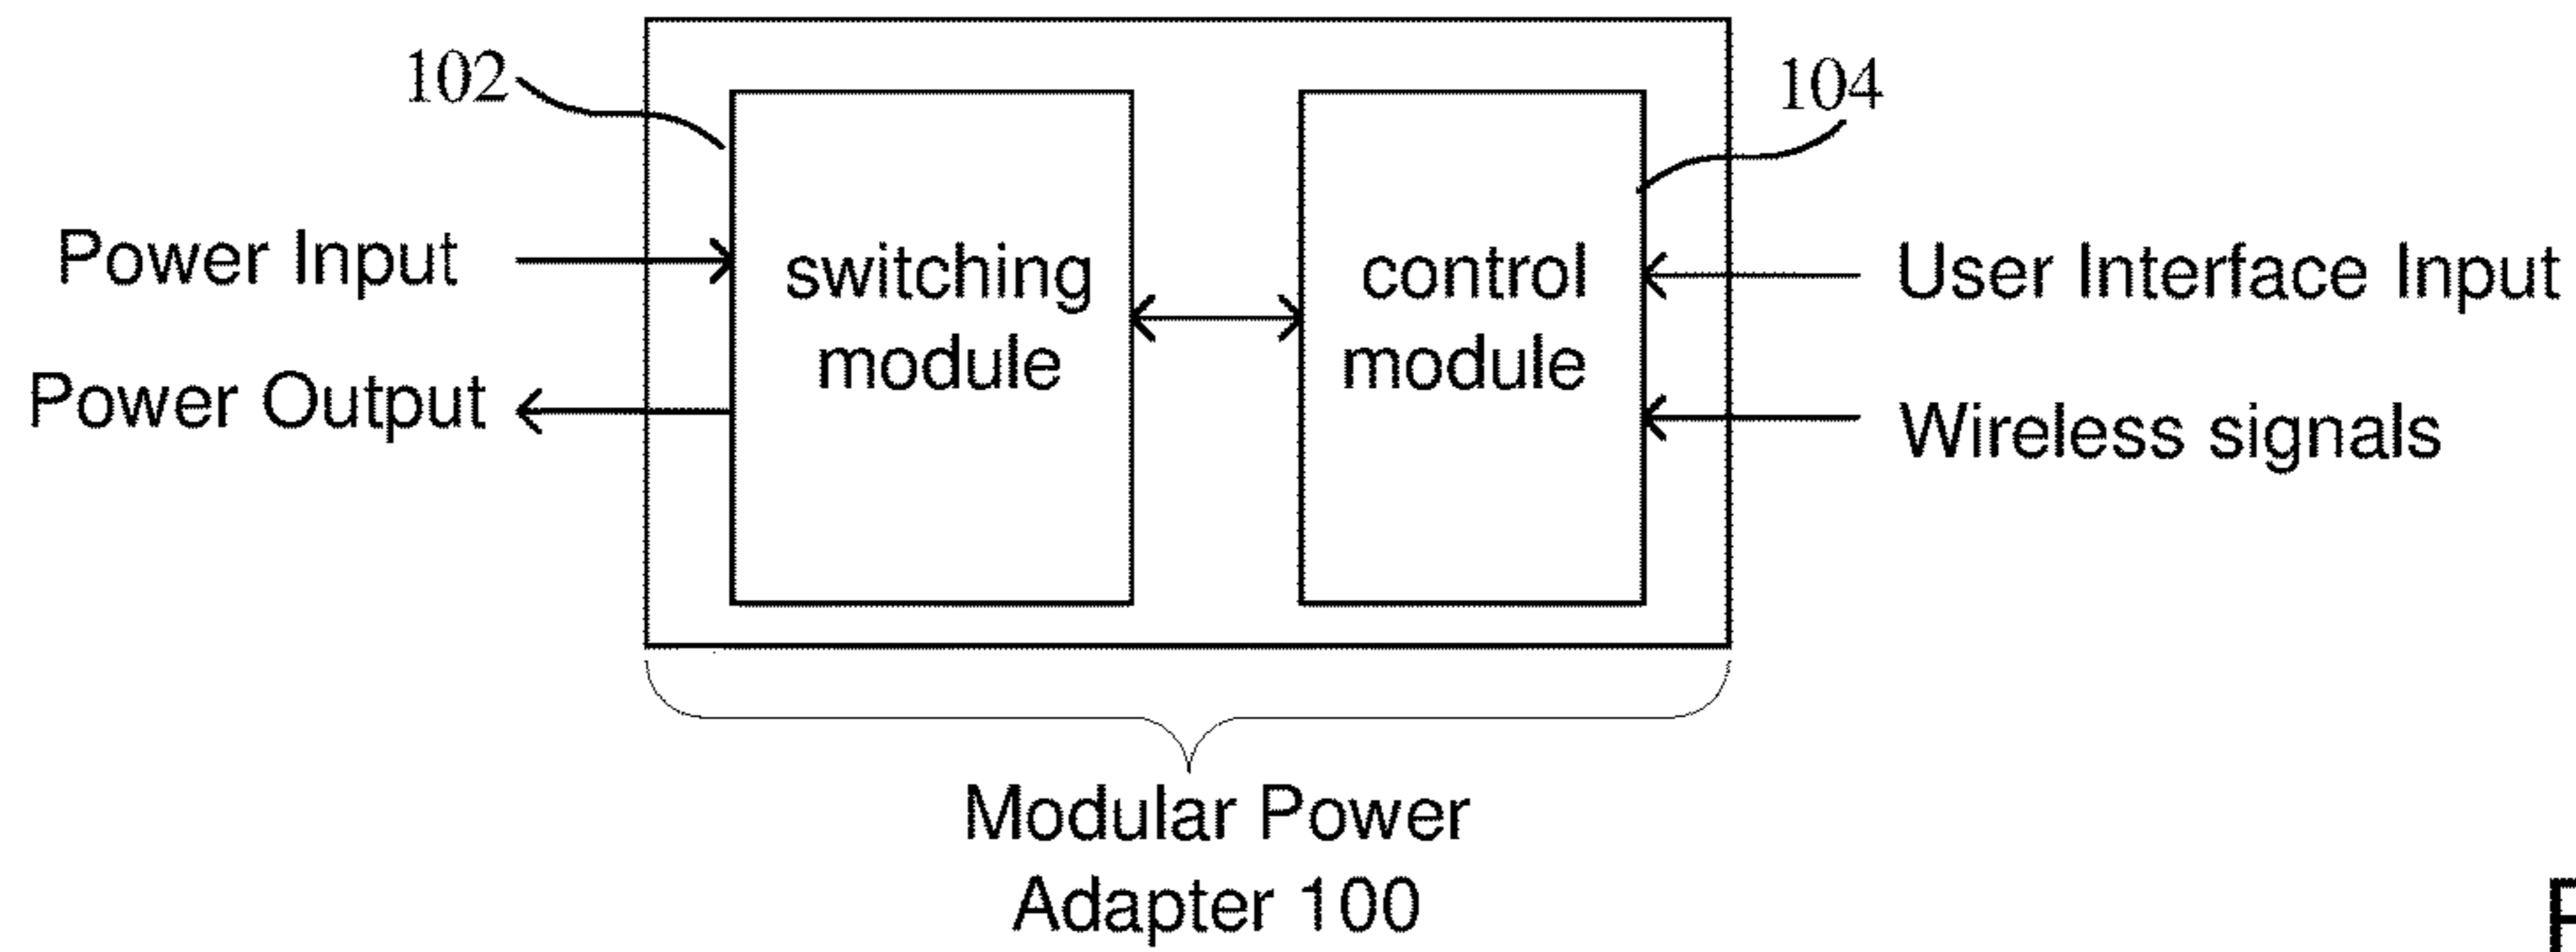 102
104
Power Input
switching
module
control
module
User Interface Input
Power Output
Wireless signals
Modular Power
Adapter 100